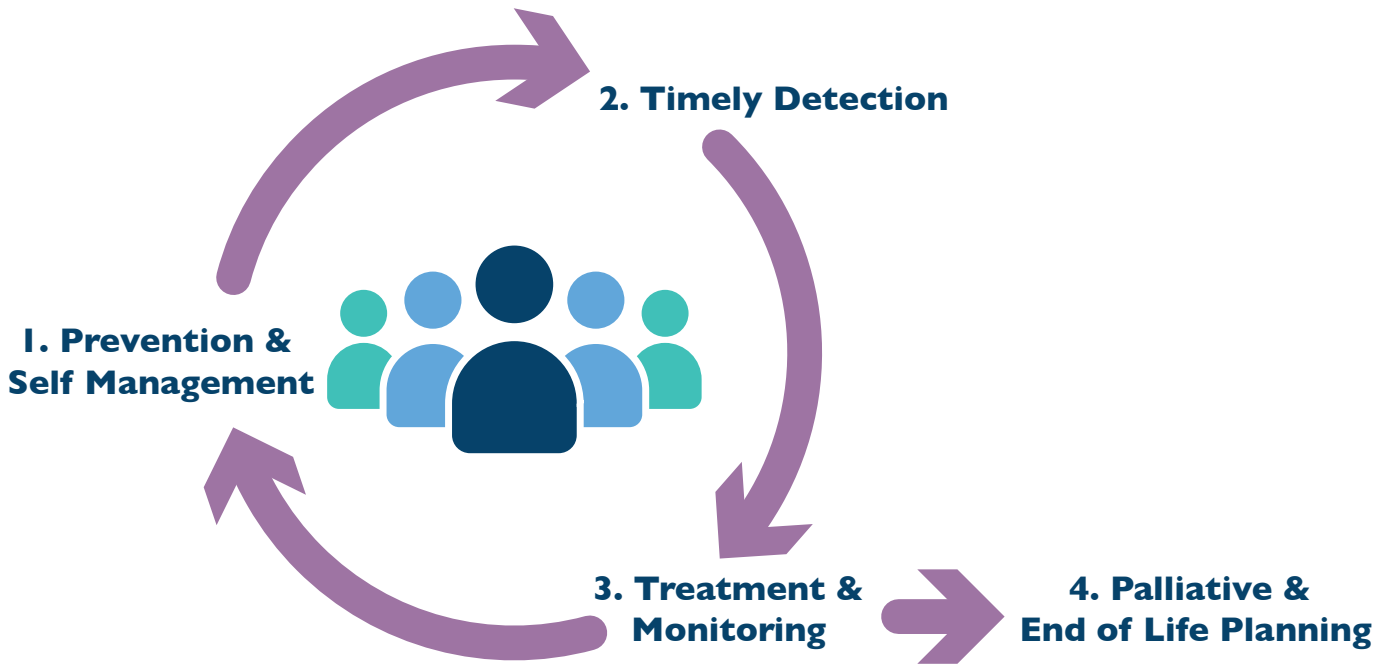 1. Prevention &
Self Management
2. Timely Detection
3. Treatment &
Monitoring
4. Palliative &
End of Life Planning